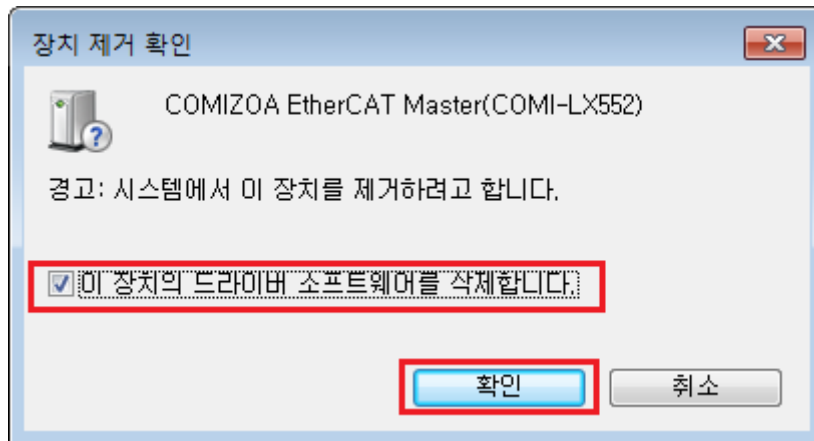 장치 제거 확인
COMIZOA EtherCAT Master(COMI-LX552)
경고: 시스템에서 이 장치를 제거하려고 합니다.
이 장치의 드라이버 소프트웨어를 삭제합니다.
확인 취소